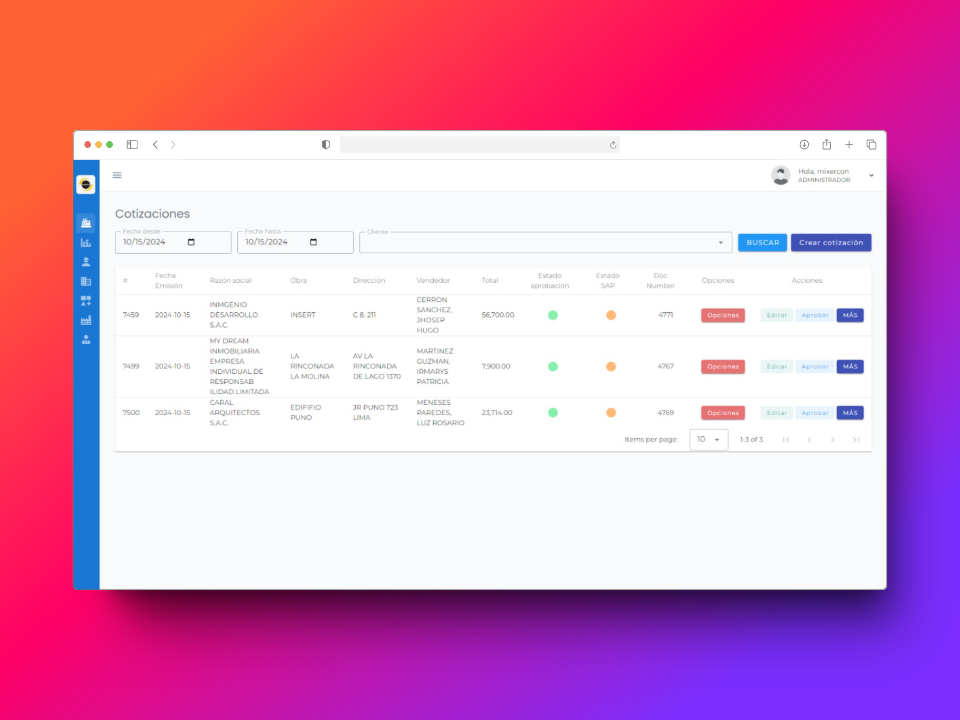 Hola, mixercon
ADMINISTRADOR
Cotizaciones
Fecha desde
10/15/2024
Fecha hasta
10/15/2024
Cliente
BUSCAR
Crear cotización
#
Fecha
Emisión
Razón social
Obra
Dirección
Vendedor
Total
Estado
aprobación
Estado
SAP
Doc
Number
Opciones
Acciones
7459
2024-10-15
INMGENIO
DESARROLLO
S.A.C.
INSERT
C 8. 211
CERRON
SANCHEZ,
JHOSEP
HUGO
56,700.00
4771
Opciones
Editar
Aprobar
MÁS
7499
2024-10-15
MY DREAM
INMOBILIARIA
EMPRESA
INDIVIDUAL DE
RESPONSAB
ILIDAD LIMITADA
LA
RINCONADA
LA MOLINA
AV LA
RINCONADA
DE LAGO 1370
MARTINEZ
GUZMAN,
IRMARYS
PATRICIA
7,900.00
4767
Opciones
Editar
Aprobar
MÁS
7500
2024-10-15
CARAL
ARQUITECTOS
S.A.C.
EDIFIFIO
PUNO
JR PUNO 723
LIMA
MENESES
PAREDES,
LUZ ROSARIO
23,714.00
4769
Opciones
Editar
Aprobar
MÁS
Items per page:
10
1-3 of 3